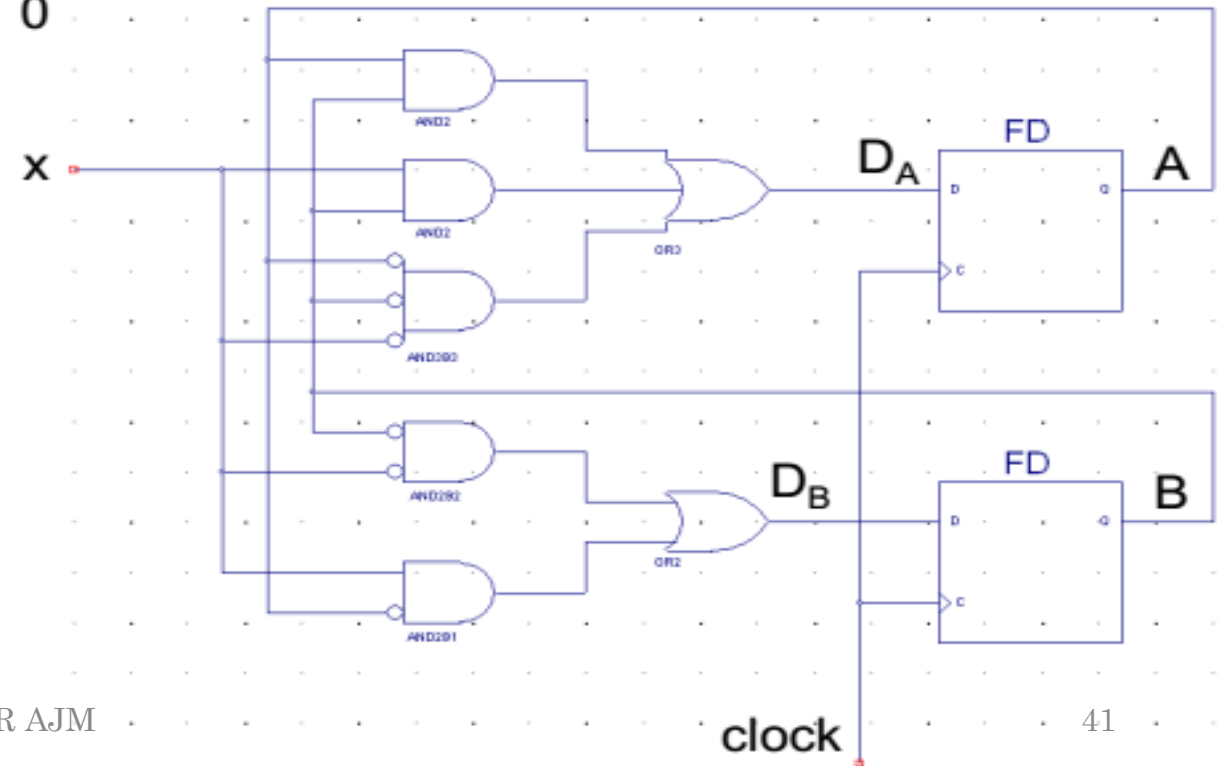 0
AND2
FD
x
D_A
A
D
Q
AND2
OR3
C
AND3B3
FD
D_B
B
AND2B2
D
Q
OR2
C
AND2B1
R AJM
41
clock